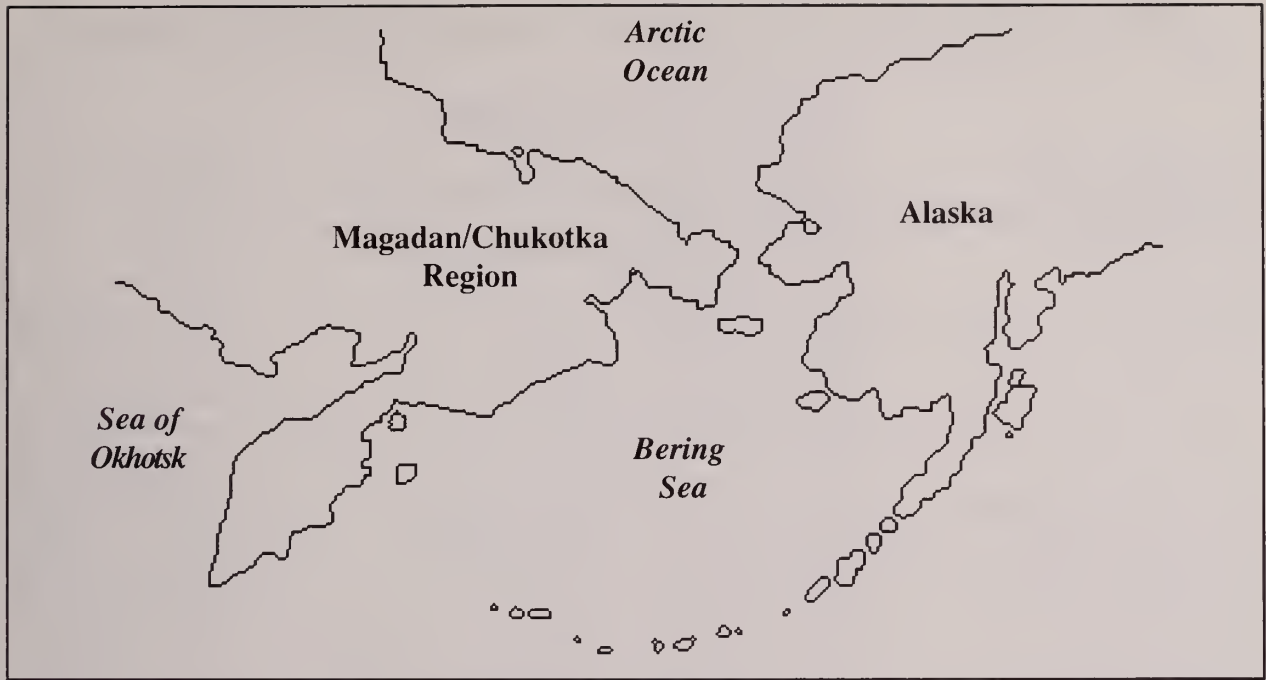 Arctic
Ocean
Alaska
Magadan/Chukotka
Region
Sea of
Okhotsk
Bering
Sea